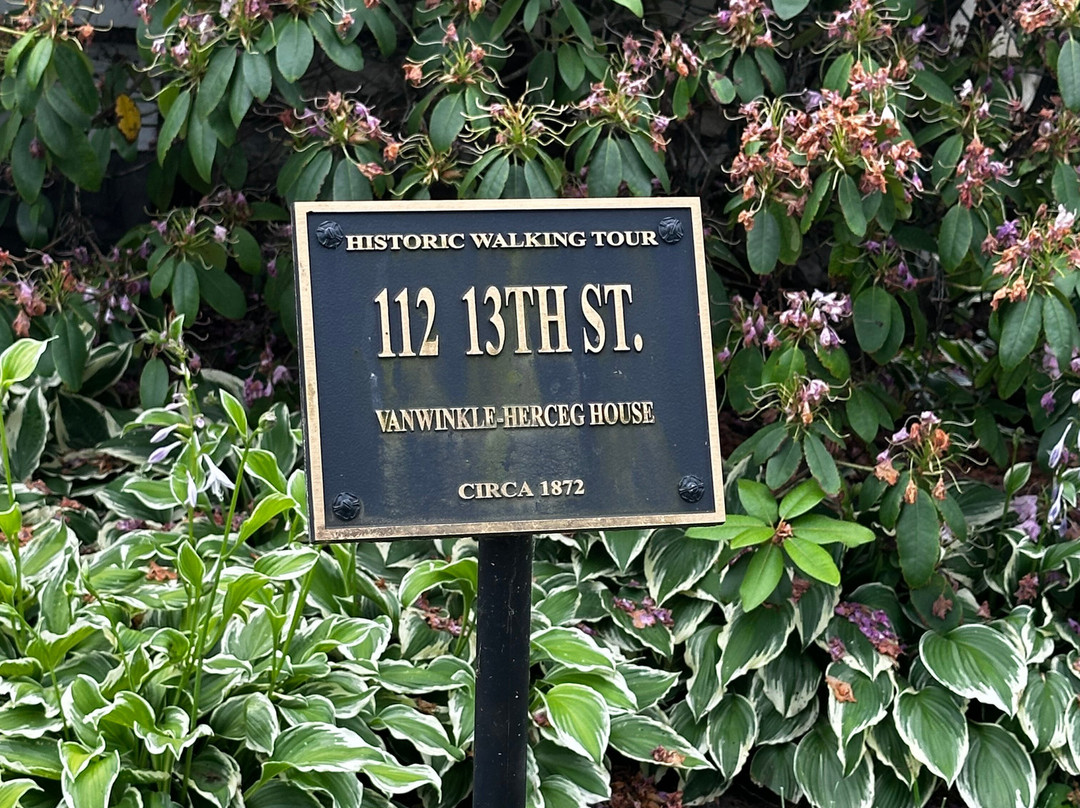 HISTORIC WALKING TOUR
112 13TH ST.
VANWINKLE-HERCEG HOUSE
CIRCA 1872